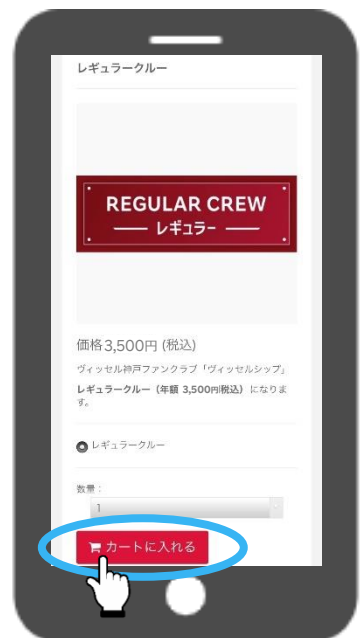 レギュラークルー
REGULAR CREW
レギュラー
価格3,500円 (税込)
ヴィッセル神戸ファンクラブ「ヴィッセルシップ」
レギュラークルー（年額 3,500円税込）になりま
す。
レギュラークルー
数量：
1
カートに入れる